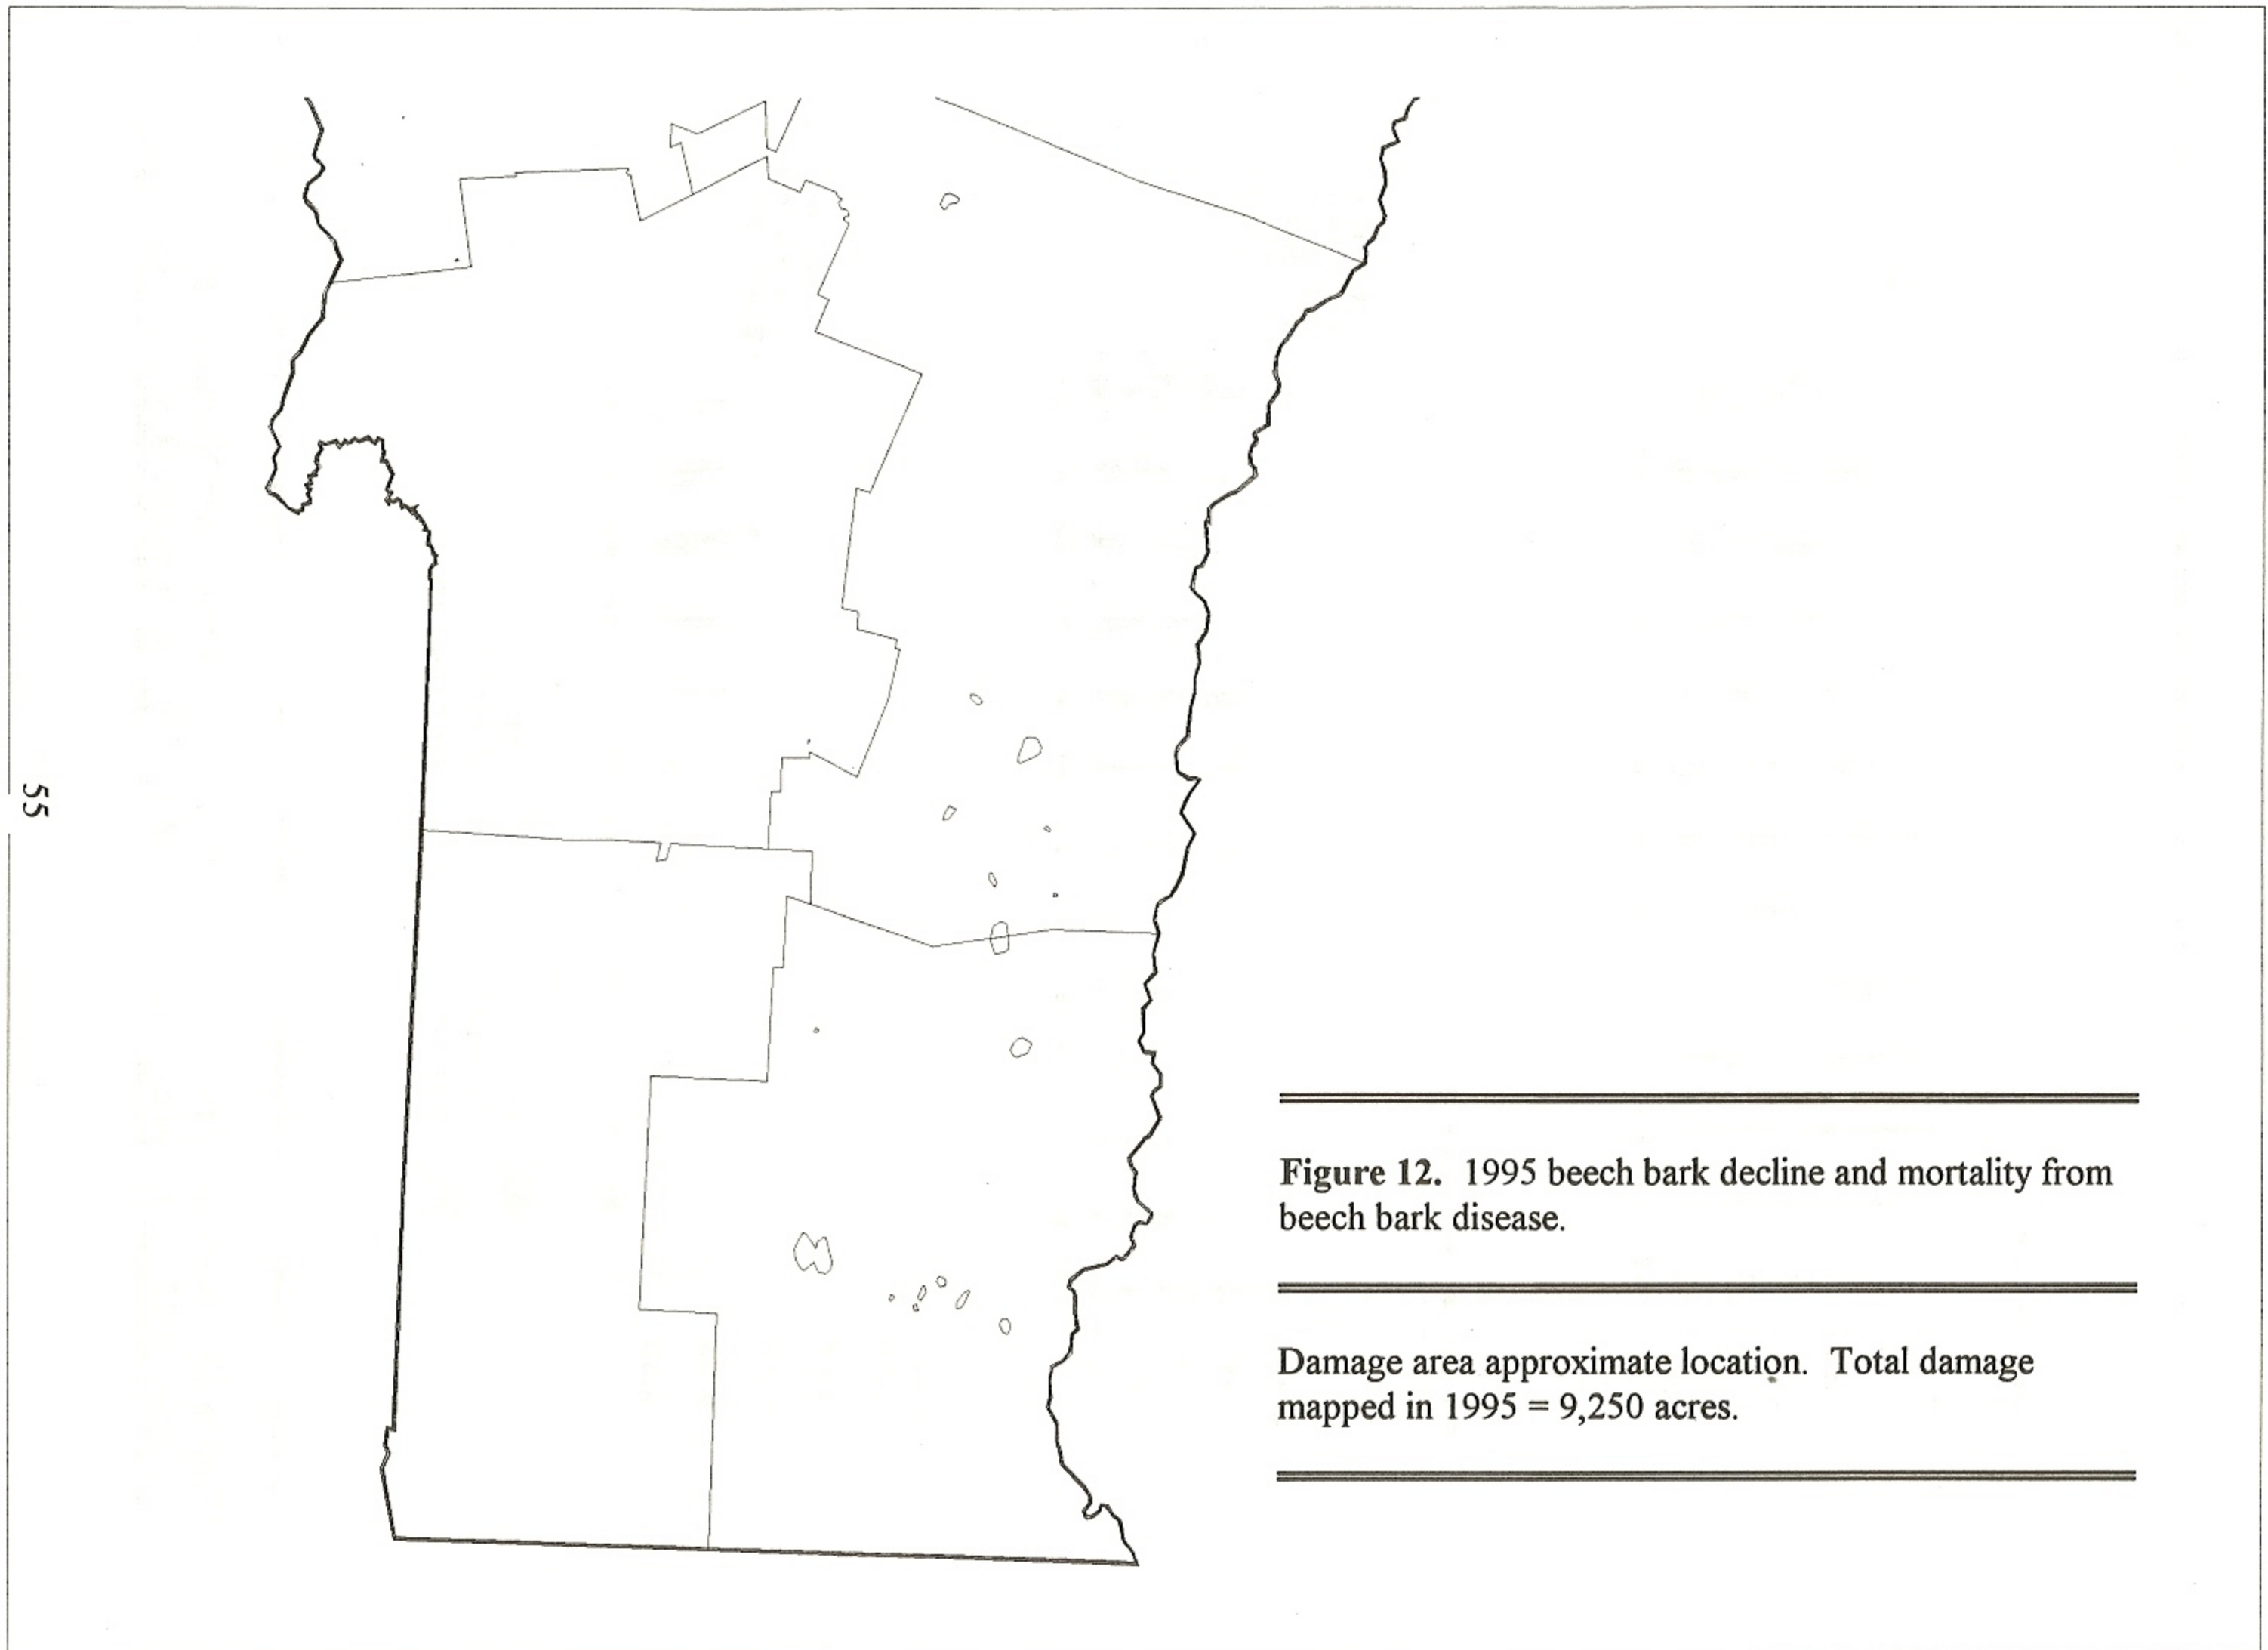 55
Figure 12. 1995 beech bark decline and mortality from
beech bark disease.
Damage area approximate location. Total damage
mapped in 1995 = 9,250 acres.